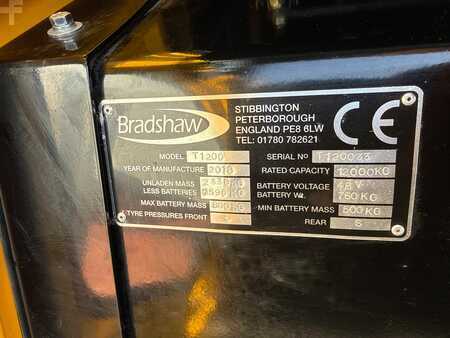 Bradshaw
STIBBINGTON
PETERBOROUGH
ENGLAND PE8 6LW
TEL: 01780 782621
CE
MODEL T1200 SERIAL No
YEAR OF MANUFACTURE 2018 RATED CAPACITY 12000KG
UNLADEN MASS BATTERY VOLTAGE 48V
LESS BATTERIES BATTERY Wt. 760KG
MAX BATTERY MASS 800KG MIN BATTERY MASS 500KG
TYRE PRESSURES FRONT REAR S